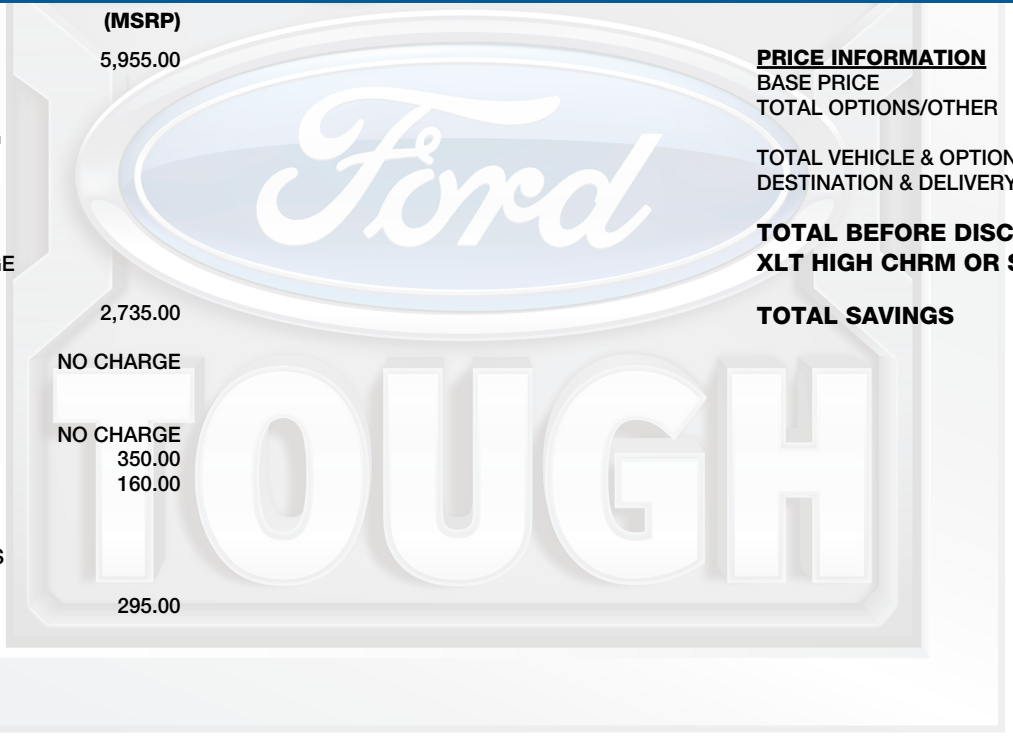 (MSRP)
5,955.00
2,735.00
NO CHARGE
NO CHARGE
350.00
160.00
295.00
Ford
TOUGH
PRICE INFORMATION
BASE PRICE
TOTAL OPTIONS/OTHER
TOTAL VEHICLE & OPTION
DESTINATION & DELIVERY
TOTAL BEFORE DISC
XLT HIGH CHRM OR S
TOTAL SAVINGS